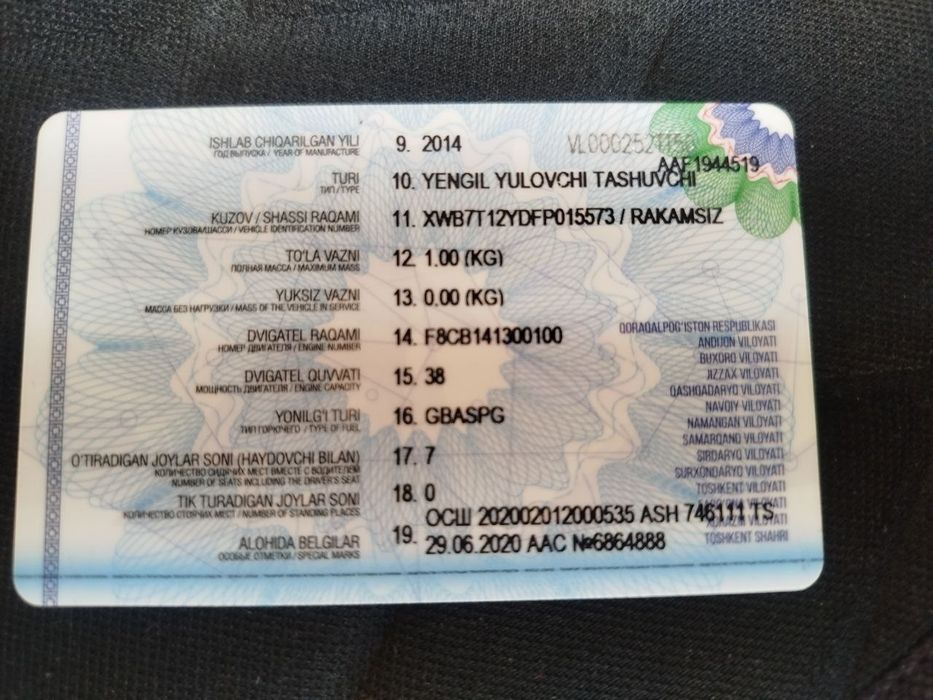 ISHLAB CHIQARILGAN YILI 9. 2014
ГОД ВЫПУСКА / YEAR OF MANUFACTURE
AAF 1944519
TURI 10. YENGIL YULOVCHI TASHUVCHI
ТИП / TYPE
KUZOV / SHASSI RAQAMI 11. XWB7T12YDFP015573 / RAKAMSIZ
НОМЕР КУЗОВА/ШАССИ / VEHICLE IDENTIFICATION NUMBER
TO'LA VAZNI 12. 1.00 (KG)
ПОЛНАЯ МАССА / MAXIMUM MASS
YUKSIZ VAZNI 13. 0.00 (KG)
МАССА БЕЗ НАГРУЗКИ / MASS OF THE VEHICLE IN SERVICE
DVIGATEL RAQAMI 14. F8CB141300100
НОМЕР ДВИГАТЕЛЯ / ENGINE NUMBER
DVIGATEL QUVVATI 15. 38
МОЩНОСТЬ ДВИГАТЕЛЯ / ENGINE CAPACITY
YONILG'I TURI 16. GBASPG
ТИП ГОРЮЧЕГО / TYPE OF FUEL
O'TIRADIGAN JOYLAR SONI (HAYDOVCHI BILAN) 17. 7
КОЛИЧЕСТВО СИДЯЧИХ МЕСТ ВМЕСТЕ С ВОДИТЕЛЕМ
NUMBER OF SEATS INCLUDING THE DRIVER'S SEAT
TIK TURADIGAN JOYLAR SONI 18. 0
КОЛИЧЕСТВО СТОЯЧИХ МЕСТ / NUMBER OF STANDING PLACES
ALOHIDA BELGILAR 19. ОСШ 202002012000535 ASH 746111 TS
29.06.2020 AAC №6864888
ОСОБЫЕ ОТМЕТКИ / SPECIAL MARKS
QORAQALPOG'ISTON RESPUBLIKASI
ANDIJON VILOYATI
BUXORO VILOYATI
JIZZAX VILOYATI
QASHQADARYO VILOYATI
NAVOIY VILOYATI
NAMANGAN VILOYATI
SAMARQAND VILOYATI
SIRDARYO VILOYATI
SURXONDARYO VILOYATI
TOSHKENT VILOYATI
VILOYATI
VILOYATI
TOSHKENT SHAHRI